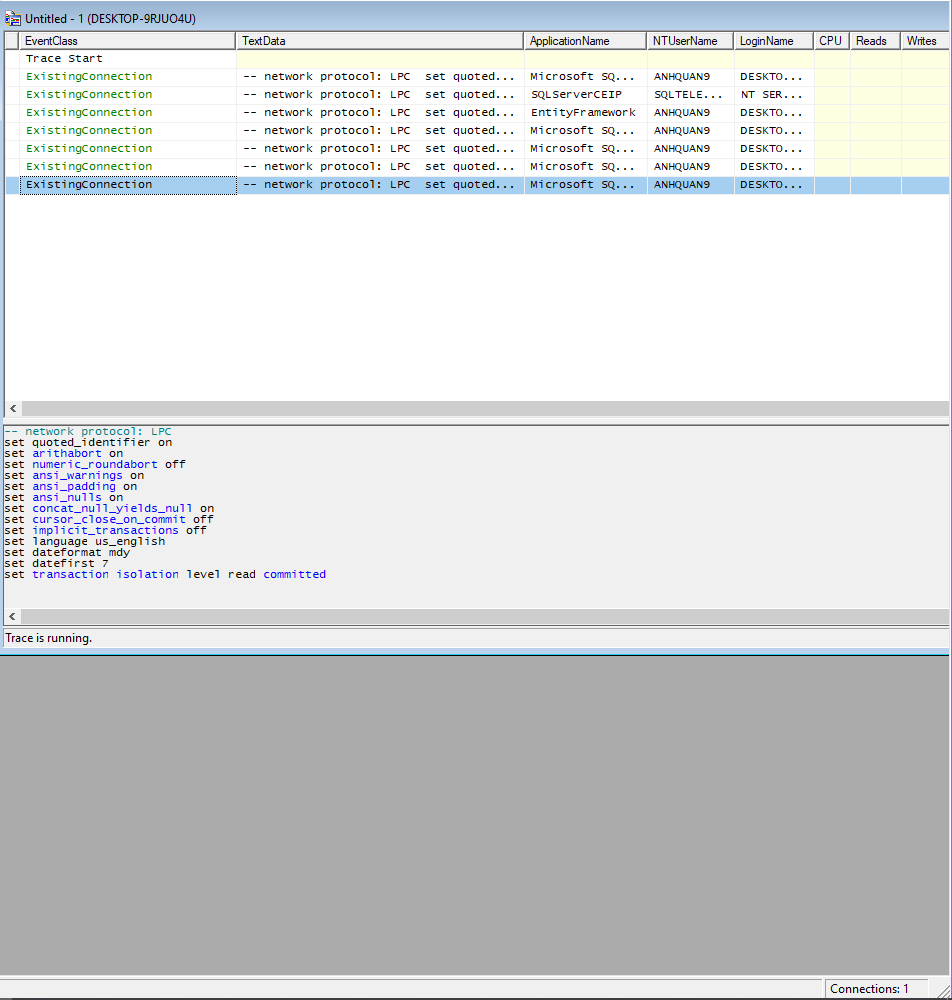 Untitled - 1 (DESKTOP-9RJUO4U)
EventClass TextData ApplicationName NTUserName LoginName CPU Reads Writes
Trace Start
ExistingConnection -- network protocol: LPC  set quoted... Microsoft SQ... ANHQUAN9 DESKTO...
ExistingConnection -- network protocol: LPC  set quoted... SQLServerCEIP SQLTELE... NT SER...
ExistingConnection -- network protocol: LPC  set quoted... EntityFramework ANHQUAN9 DESKTO...
ExistingConnection -- network protocol: LPC  set quoted... Microsoft SQ... ANHQUAN9 DESKTO...
ExistingConnection -- network protocol: LPC  set quoted... Microsoft SQ... ANHQUAN9 DESKTO...
ExistingConnection -- network protocol: LPC  set quoted... Microsoft SQ... ANHQUAN9 DESKTO...
ExistingConnection -- network protocol: LPC  set quoted... Microsoft SQ... ANHQUAN9 DESKTO...
-- network protocol: LPC
set quoted_identifier on
set arithabort on
set numeric_roundabort off
set ansi_warnings on
set ansi_padding on
set ansi_nulls on
set concat_null_yields_null on
set cursor_close_on_commit off
set implicit_transactions off
set language us_english
set dateformat mdy
set datefirst 7
set transaction isolation level read committed
Trace is running.
Connections: 1